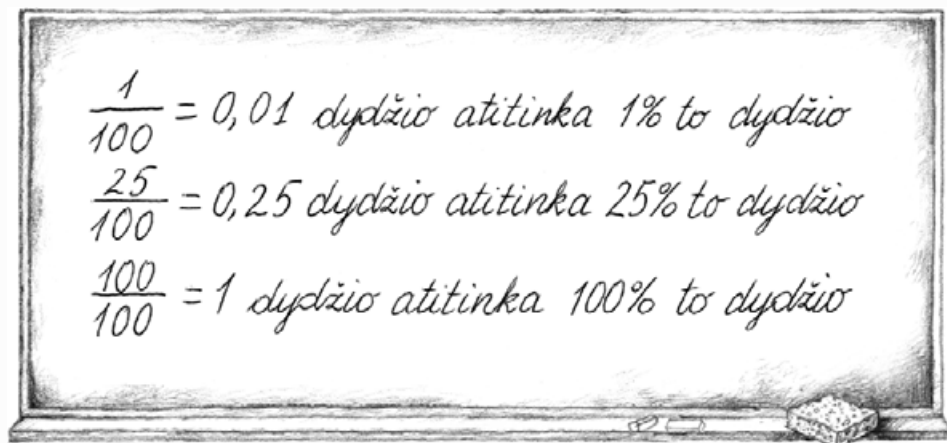 1/100 = 0,01 dydžio atitinka 1% to dydžio
25/100 = 0,25 dydžio atitinka 25% to dydžio
100/100 = 1 dydžio atitinka 100% to dydžio